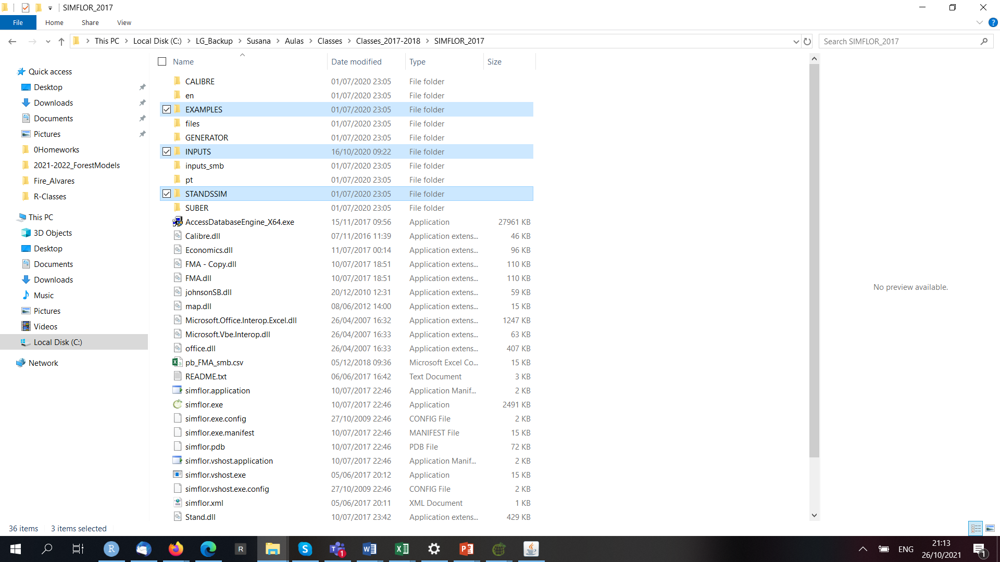 SIMFLOR_2017
File Home Share View
This PC Local Disk (C:) LG_Backup Susana Aulas Classes Classes_2017-2018 SIMFLOR_2017 Search SIMFLOR_2017
Quick access
Desktop
Downloads
Documents
Pictures
0Homeworks
2021-2022_ForestModels
Fire_Alvares
R-Classes
This PC
3D Objects
Desktop
Documents
Downloads
Music
Pictures
Videos
Local Disk (C:)
Network
Name Date modified Type Size
CALIBRE 01/07/2020 23:05 File folder
en 01/07/2020 23:05 File folder
EXAMPLES 01/07/2020 23:05 File folder
files 01/07/2020 23:05 File folder
GENERATOR 01/07/2020 23:05 File folder
INPUTS 16/10/2020 09:22 File folder
inputs_smb 01/07/2020 23:05 File folder
pt 01/07/2020 23:05 File folder
STANDSSIM 01/07/2020 23:05 File folder
SUBER 01/07/2020 23:05 File folder
AccessDatabaseEngine_X64.exe 15/11/2017 09:56 Application 27961 KB
Calibre.dll 07/11/2016 11:39 Application extens... 46 KB
Economics.dll 11/07/2017 00:14 Application extens... 96 KB
FMA - Copy.dll 10/07/2017 18:51 Application extens... 110 KB
FMA.dll 10/07/2017 18:51 Application extens... 110 KB
johnsonSB.dll 20/12/2010 12:31 Application extens... 59 KB
map.dll 08/06/2012 14:00 Application extens... 15 KB
Microsoft.Office.Interop.Excel.dll 26/04/2007 16:32 Application extens... 1247 KB
Microsoft.Vbe.Interop.dll 26/04/2007 16:33 Application extens... 63 KB
office.dll 26/04/2007 16:33 Application extens... 407 KB
pb_FMA_smb.csv 05/12/2018 09:36 Microsoft Excel Co... 15 KB
README.txt 06/06/2017 16:42 Text Document 3 KB
simflor.application 10/07/2017 22:46 Application Manif... 2 KB
simflor.exe 10/07/2017 22:46 Application 2491 KB
simflor.exe.config 27/10/2009 22:46 CONFIG File 2 KB
simflor.exe.manifest 10/07/2017 22:46 MANIFEST File 15 KB
simflor.pdb 10/07/2017 22:46 PDB File 72 KB
simflor.vshost.application 10/07/2017 22:46 Application Manif... 2 KB
simflor.vshost.exe 05/06/2017 20:12 Application 15 KB
simflor.vshost.exe.config 27/10/2009 22:46 CONFIG File 2 KB
simflor.xml 05/06/2017 20:11 XML Document 1 KB
Stand.dll 10/07/2017 23:42 Application extens... 429 KB
No preview available.
36 items 3 items selected
ENG
21:13
26/10/2021